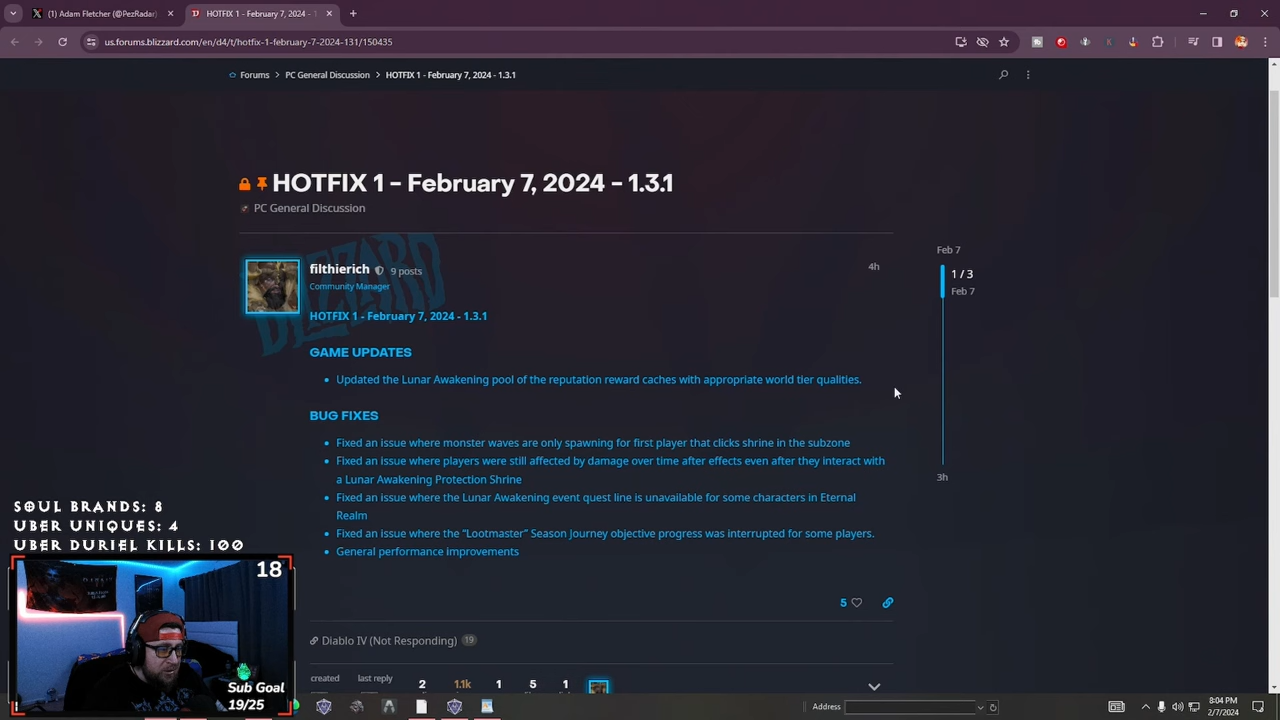 (1) Adam Fletcher (@PezRadar)
HOTFIX 1 - February 7, 2024 - 1
us.forums.blizzard.com/en/d4/t/hotfix-1-february-7-2024-131/150435
Forums > PC General Discussion > HOTFIX 1 - February 7, 2024 - 1.3.1
HOTFIX 1 - February 7, 2024 - 1.3.1
PC General Discussion
filthierich 9 posts 4h
Community Manager
Feb 7
1 / 3
Feb 7
BLIZZARD
HOTFIX 1 - February 7, 2024 - 1.3.1
GAME UPDATES
• Updated the Lunar Awakening pool of the reputation reward caches with appropriate world tier qualities.
BUG FIXES
• Fixed an issue where monster waves are only spawning for first player that clicks shrine in the subzone
• Fixed an issue where players were still affected by damage over time after effects even after they interact with
a Lunar Awakening Protection Shrine
3h
• Fixed an issue where the Lunar Awakening event quest line is unavailable for some characters in Eternal
Realm
• Fixed an issue where the “Lootmaster” Season Journey objective progress was interrupted for some players.
• General performance improvements
5
Diablo IV (Not Responding) 19
created last reply 2 1.1k 1 5 1
SOUL BRANDS: 8
UBER UNIQUES: 4
UBER DURIEL KILLS: 100
18
Sub Goal
19/25
Address
8:04 PM
2/7/2024